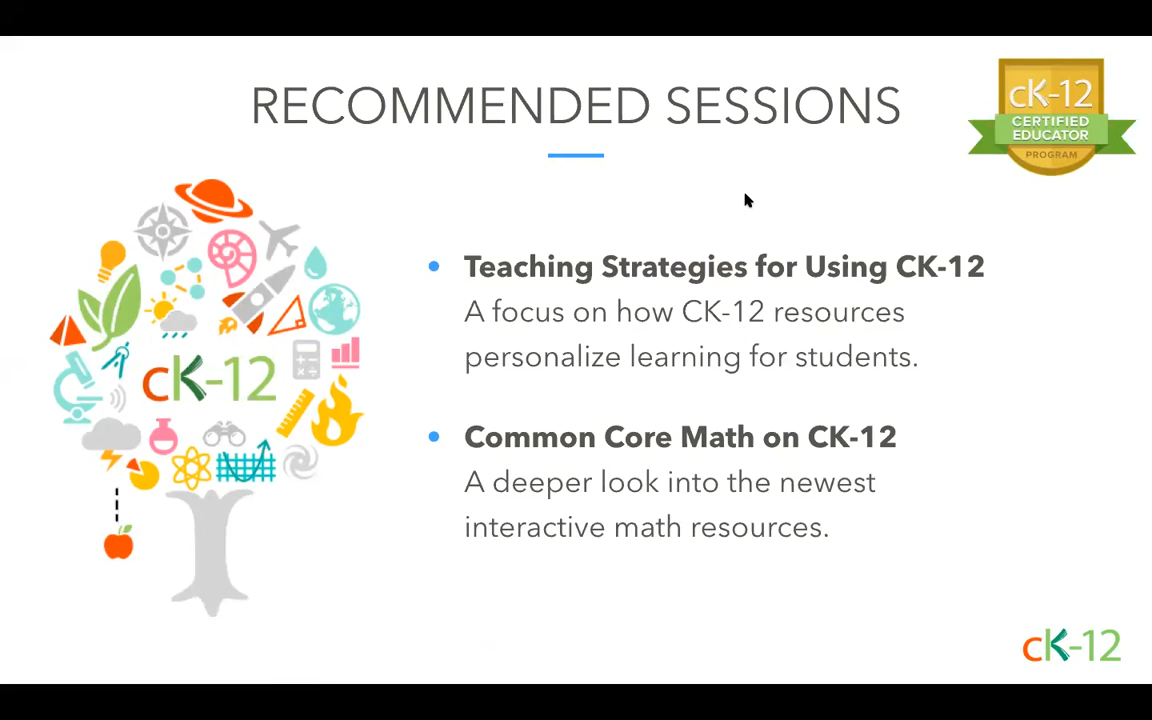 RECOMMENDED SESSIONS
cK-12
CERTIFIED
EDUCATOR
PROGRAM
cK-12
• Teaching Strategies for Using CK-12
A focus on how CK-12 resources
personalize learning for students.
• Common Core Math on CK-12
A deeper look into the newest
interactive math resources.
cK-12